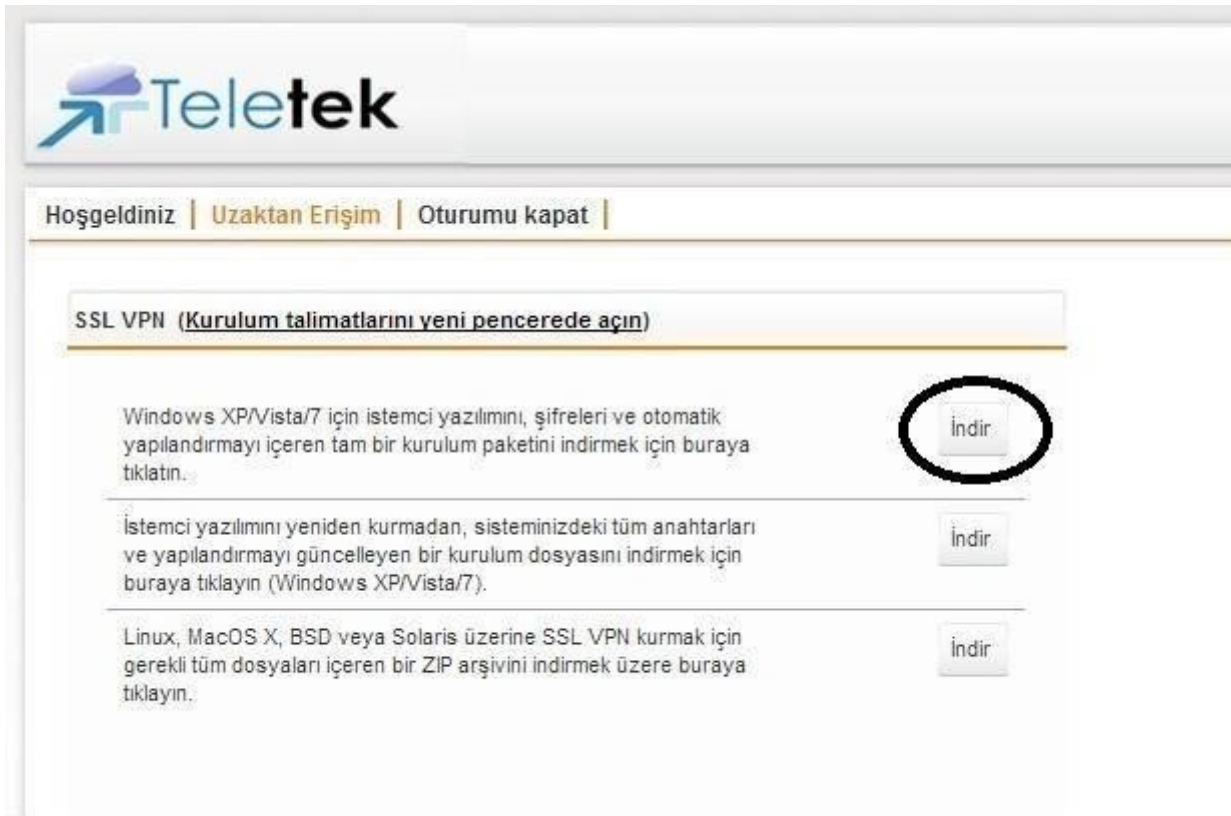 Teletek
Hoşgeldiniz | Uzaktan Erişim | Oturumu kapat |
SSL VPN (Kurulum talimatlarını yeni pencerede açın)
Windows XP/Vista/7 için istemci yazılımını, şifreleri ve otomatik
yapılandırmayı içeren tam bir kurulum paketini indirmek için buraya
tıklatın.
İndir
İstemci yazılımını yeniden kurmadan, sisteminizdeki tüm anahtarları
ve yapılandırmayı güncelleyen bir kurulum dosyasını indirmek için
buraya tıklayın (Windows XP/Vista/7).
İndir
Linux, MacOS X, BSD veya Solaris üzerine SSL VPN kurmak için
gerekli tüm dosyaları içeren bir ZIP arşivini indirmek üzere buraya
tıklayın.
İndir